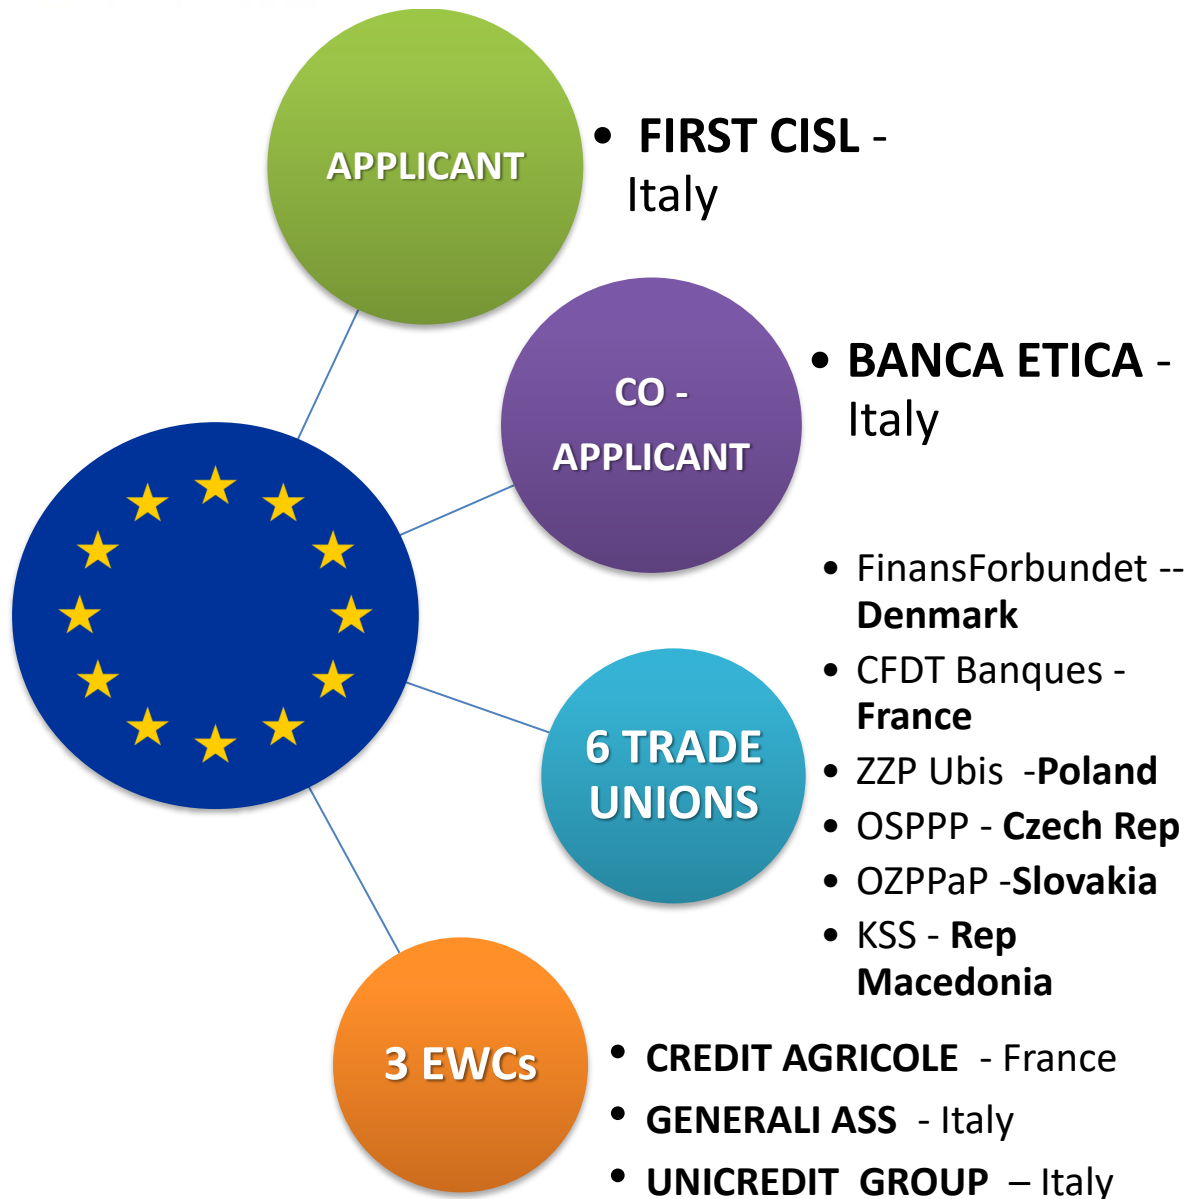 APPLICANT
• FIRST CISL -
Italy
CO -
APPLICANT
• BANCA ETICA -
Italy
6 TRADE
UNIONS
• FinansForbundet --
Denmark
• CFDT Banques -
France
• ZZP Ubis -Poland
• OSPPP - Czech Rep
• OZPPaP -Slovakia
• KSS - Rep
Macedonia
3 EWCs
• CREDIT AGRICOLE - France
• GENERALI ASS - Italy
• UNICREDIT GROUP – Italy